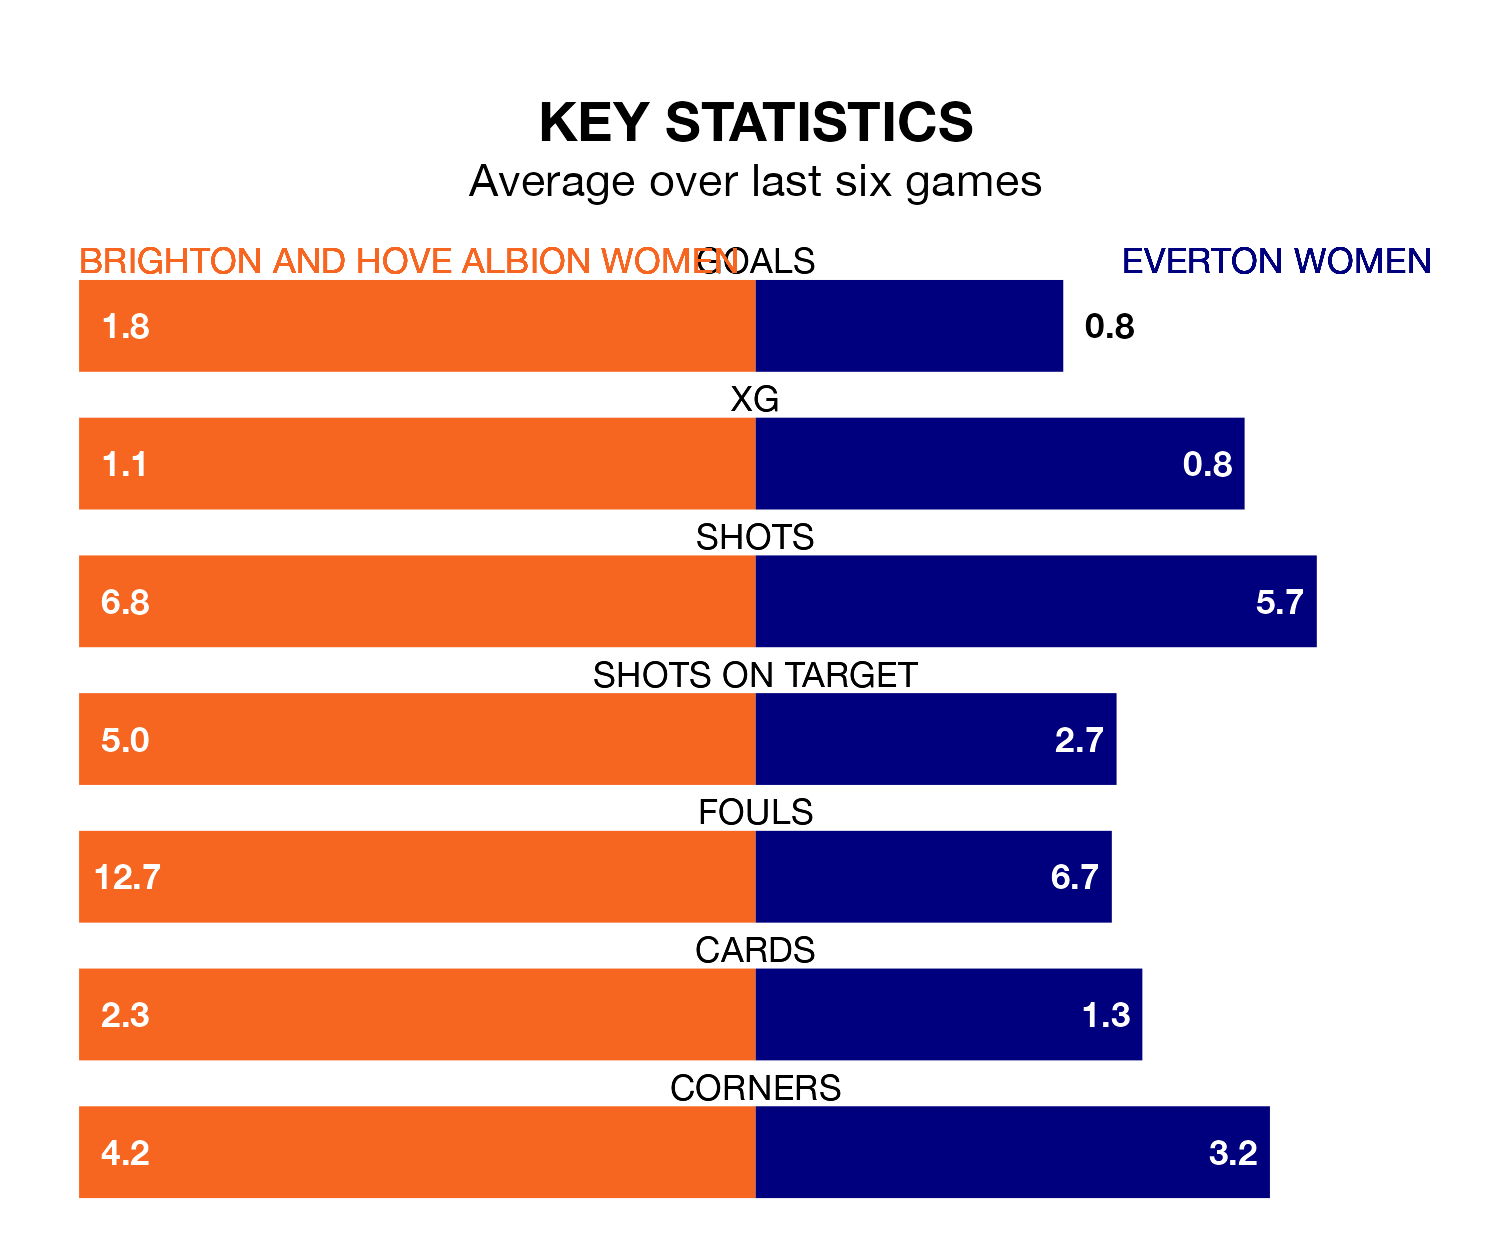 KEY STATISTICS
Average over last six games
BRIGHTON AND HOVE ALBION WOMEN GOALS EVERTON WOMEN
1.8 0.8
XG
1.1 0.8
SHOTS
6.8 5.7
SHOTS ON TARGET
5.0 2.7
FOULS
12.7 6.7
CARDS
2.3 1.3
CORNERS
4.2 3.2